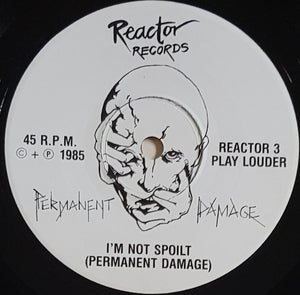 Reactor
RECORDS
45 R.P.M.
© + ℗ 1985
REACTOR 3
PLAY LOUDER
PERMANENT DAMAGE
I'M NOT SPOILT
(PERMANENT DAMAGE)